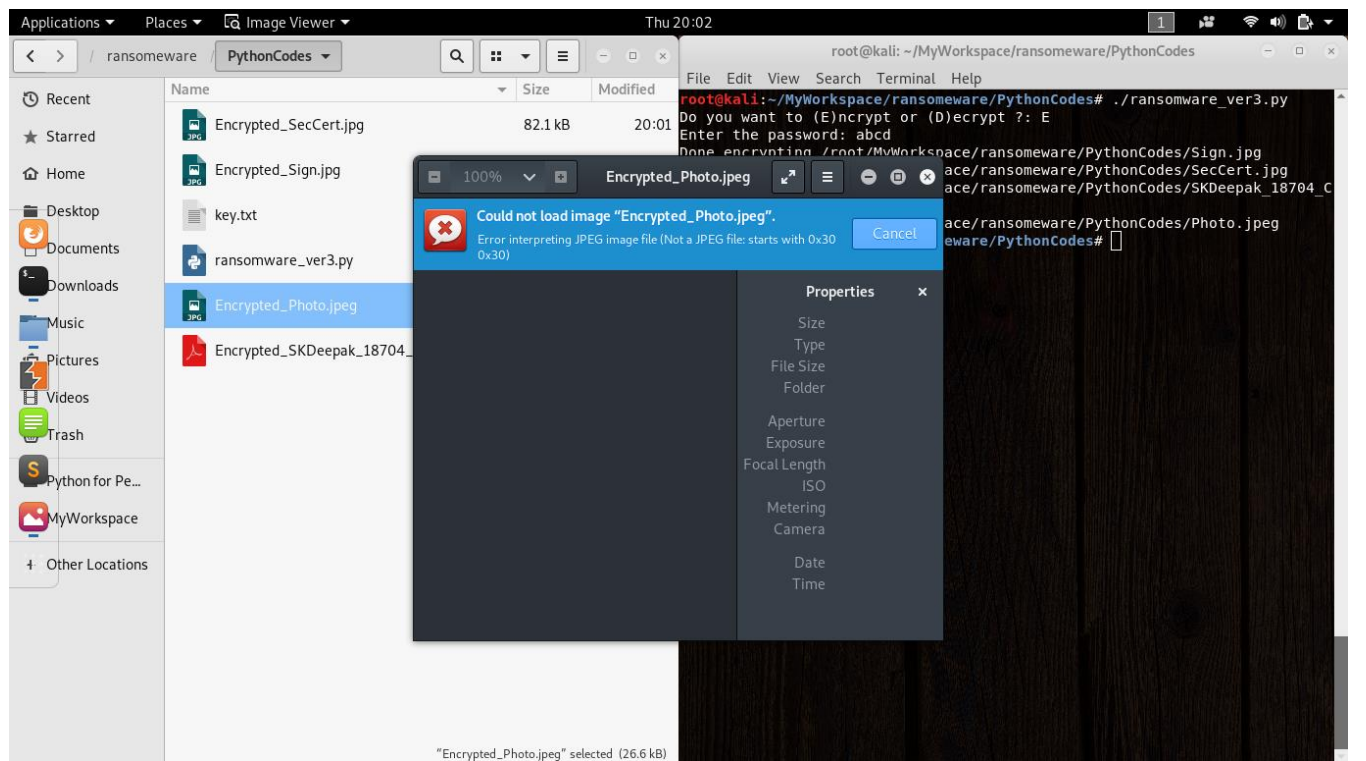 Applications Places Image Viewer Thu 20:02 1
/ ransomeware / PythonCodes
Recent
Starred
Home
Desktop
Documents
Downloads
Music
Pictures
Videos
Trash
Python for Pe...
MyWorkspace
+ Other Locations
Name Size Modified
Encrypted_SecCert.jpg 82.1 kB 20:01
Encrypted_Sign.jpg
key.txt
ransomware_ver3.py
Encrypted_Photo.jpeg
Encrypted_SKDeepak_18704_
"Encrypted_Photo.jpeg" selected (26.6 kB)
100% Encrypted_Photo.jpeg
Could not load image “Encrypted_Photo.jpeg”.
Error interpreting JPEG image file (Not a JPEG file: starts with 0x30
0x30)
Cancel
Properties
Size
Type
File Size
Folder
Aperture
Exposure
Focal Length
ISO
Metering
Camera
Date
Time
root@kali: ~/MyWorkspace/ransomeware/PythonCodes
File Edit View Search Terminal Help
root@kali:~/MyWorkspace/ransomeware/PythonCodes# ./ransomware_ver3.py
Do you want to (E)ncrypt or (D)ecrypt ?: E
Enter the password: abcd
Done encrypting /root/MyWorkspace/ransomeware/PythonCodes/Sign.jpg
ace/ransomeware/PythonCodes/SecCert.jpg
ace/ransomeware/PythonCodes/SKDeepak_18704_C
ace/ransomeware/PythonCodes/Photo.jpeg
eware/PythonCodes#